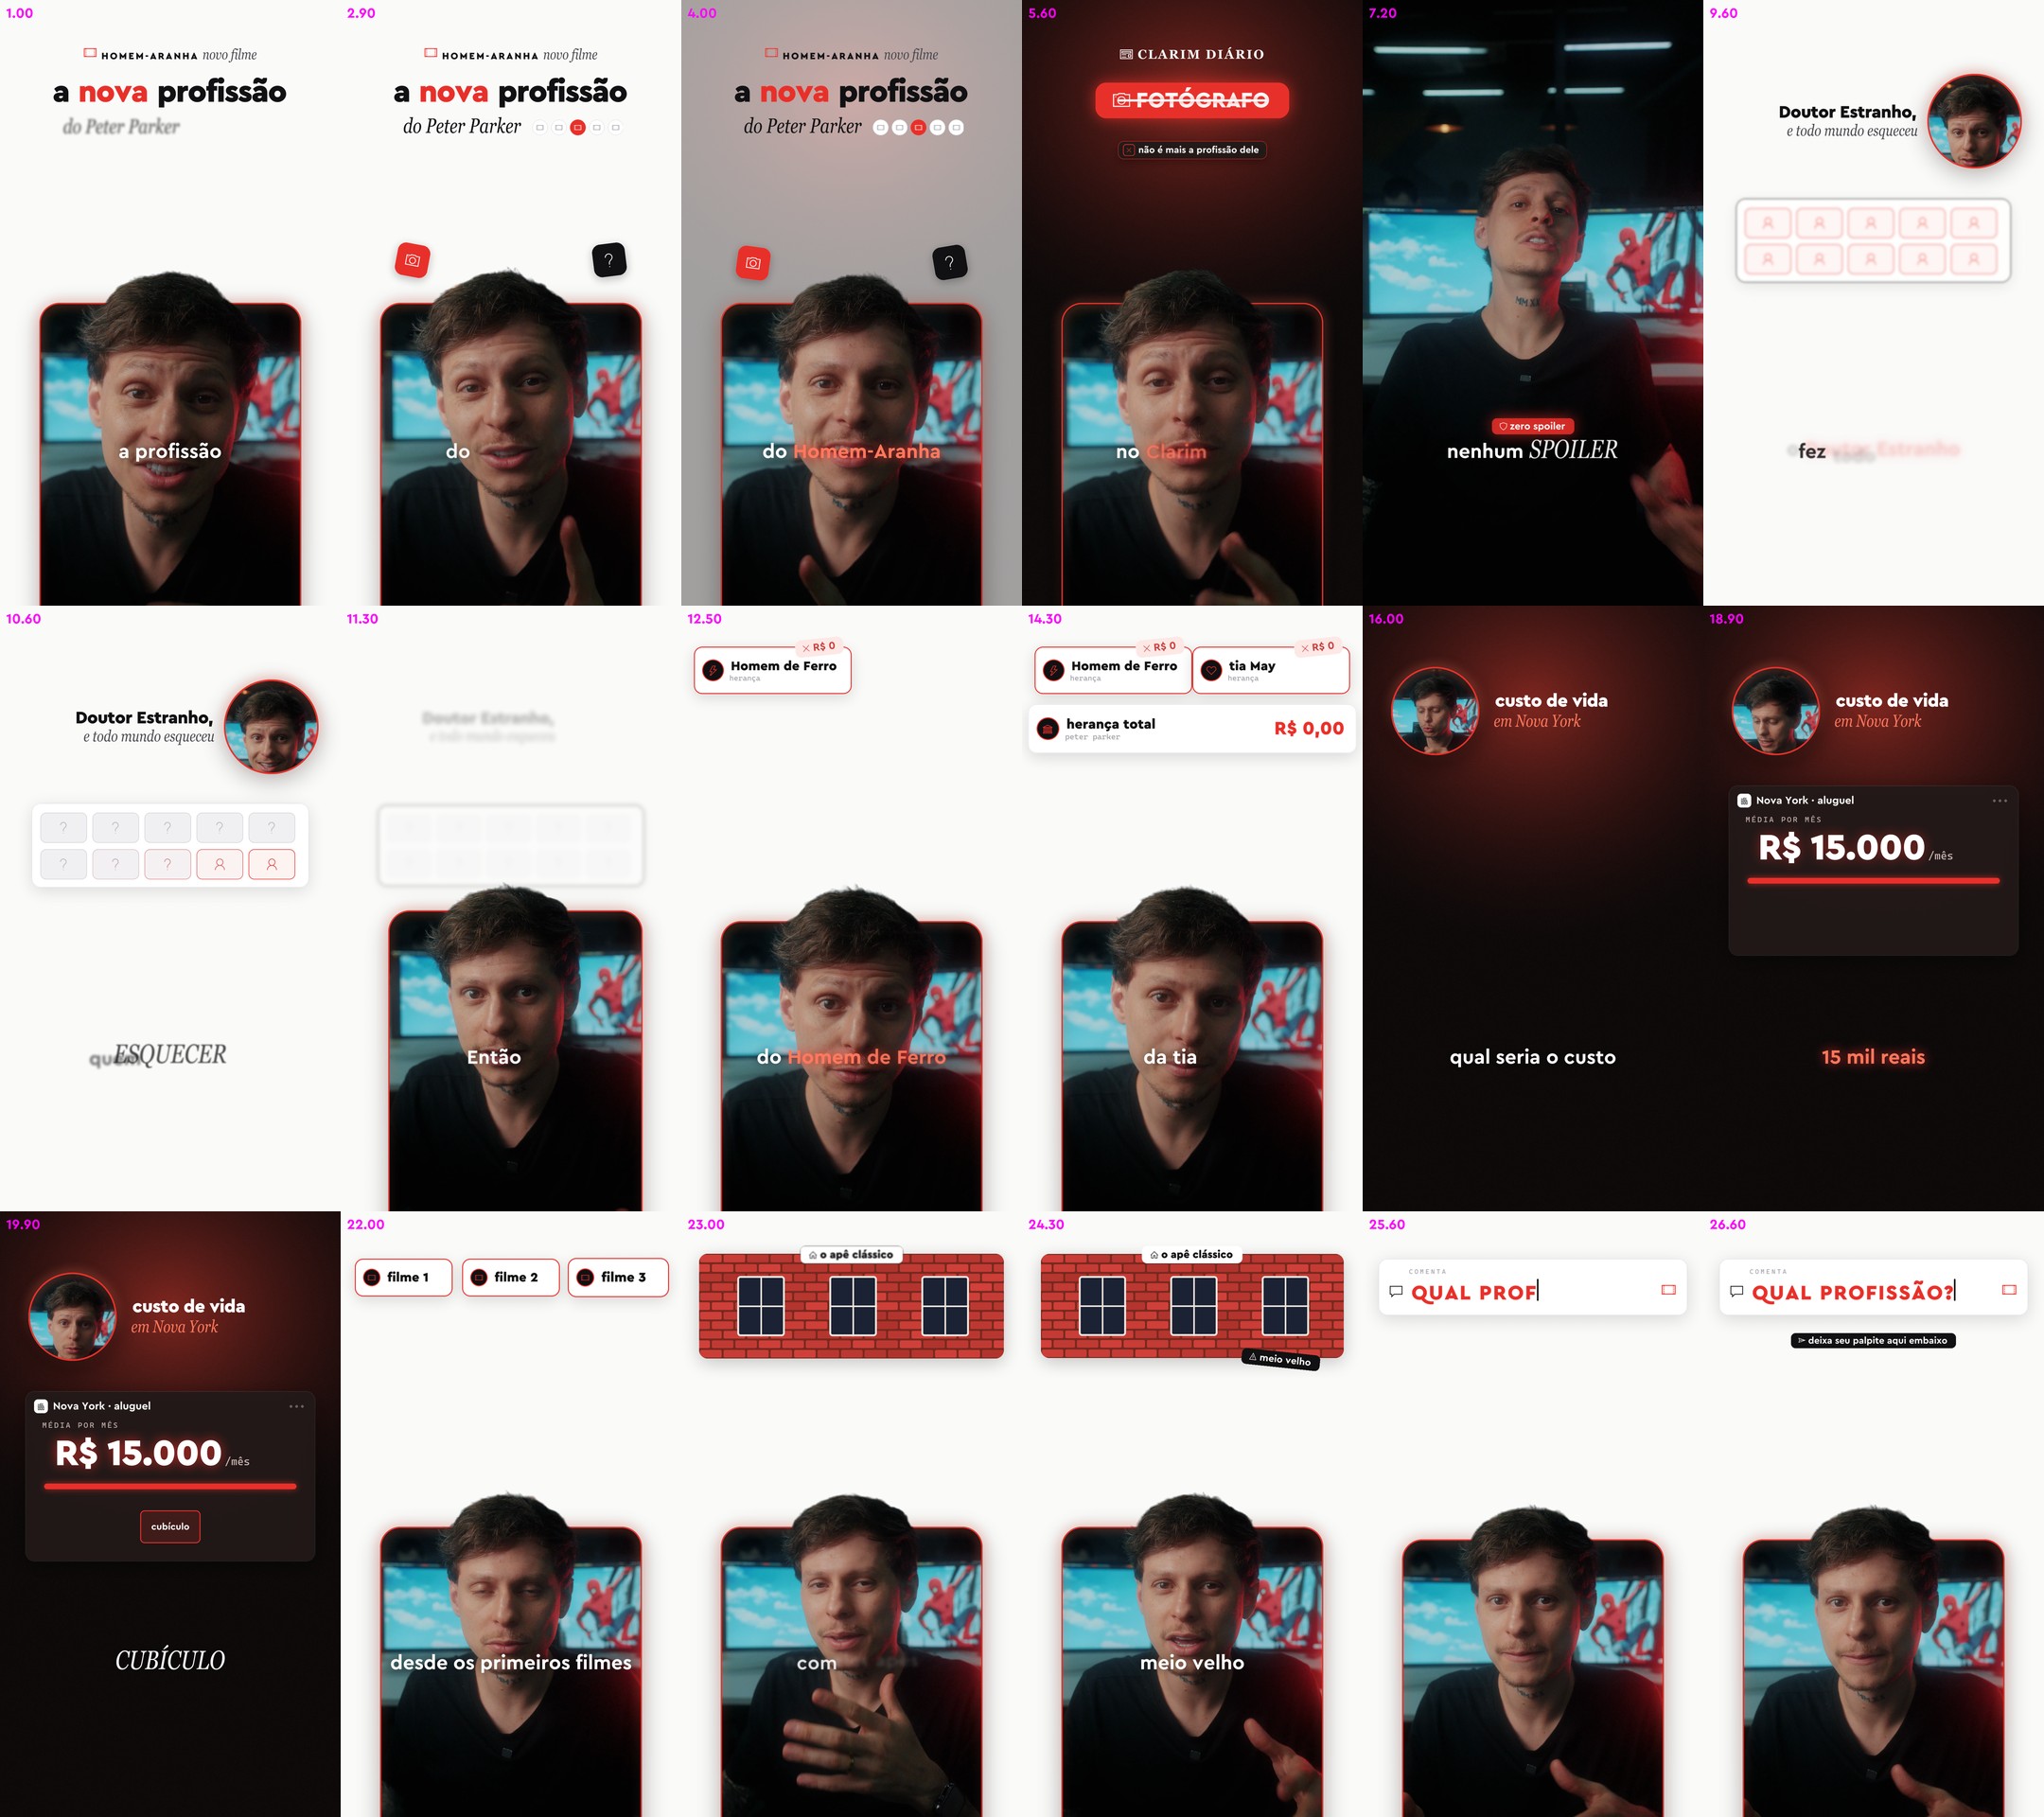 1.00
HOMEM-ARANHA novo filme
a nova profissão
do Peter Parker
a profissão
2.90
HOMEM-ARANHA novo filme
a nova profissão
do Peter Parker
?
do
4.00
HOMEM-ARANHA novo filme
a nova profissão
do Peter Parker
?
do Homem-Aranha
5.60
CLARIM DIÁRIO
FOTÓGRAFO
não é mais a profissão dele
no Clarim
7.20
MMXX
zero spoiler
nenhum SPOILER
9.60
Doutor Estranho,
e todo mundo esqueceu
fez todo Estranho
10.60
Doutor Estranho,
e todo mundo esqueceu
? ? ? ? ?
? ? ?
quem ESQUECER
11.30
Doutor Estranho,
e todo mundo esqueceu
Então
12.50
R$ 0
Homem de Ferro
herança
do Homem de Ferro
14.30
R$ 0
Homem de Ferro
herança
R$ 0
tia May
herança
herança total
peter parker
R$ 0,00
da tia
16.00
custo de vida
em Nova York
qual seria o custo
18.90
custo de vida
em Nova York
Nova York · aluguel
MÉDIA POR MÊS
R$ 15.000 /mês
15 mil reais
19.90
custo de vida
em Nova York
Nova York · aluguel
MÉDIA POR MÊS
R$ 15.000 /mês
cubículo
CUBÍCULO
22.00
filme 1
filme 2
filme 3
desde os primeiros filmes
23.00
o apê clássico
com
24.30
o apê clássico
meio velho
meio velho
25.60
COMENTA
QUAL PROF
26.60
COMENTA
QUAL PROFISSÃO?
deixa seu palpite aqui embaixo